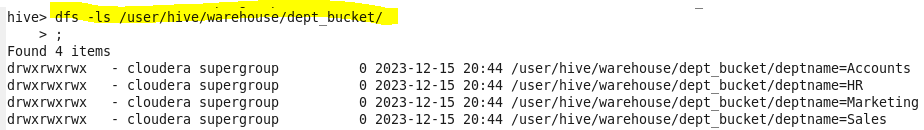 hive> dfs -ls /user/hive/warehouse/dept_bucket/
    > ;
Found 4 items
drwxrwxrwx   - cloudera supergroup          0 2023-12-15 20:44 /user/hive/warehouse/dept_bucket/deptname=Accounts
drwxrwxrwx   - cloudera supergroup          0 2023-12-15 20:44 /user/hive/warehouse/dept_bucket/deptname=HR
drwxrwxrwx   - cloudera supergroup          0 2023-12-15 20:44 /user/hive/warehouse/dept_bucket/deptname=Marketing
drwxrwxrwx   - cloudera supergroup          0 2023-12-15 20:44 /user/hive/warehouse/dept_bucket/deptname=Sales